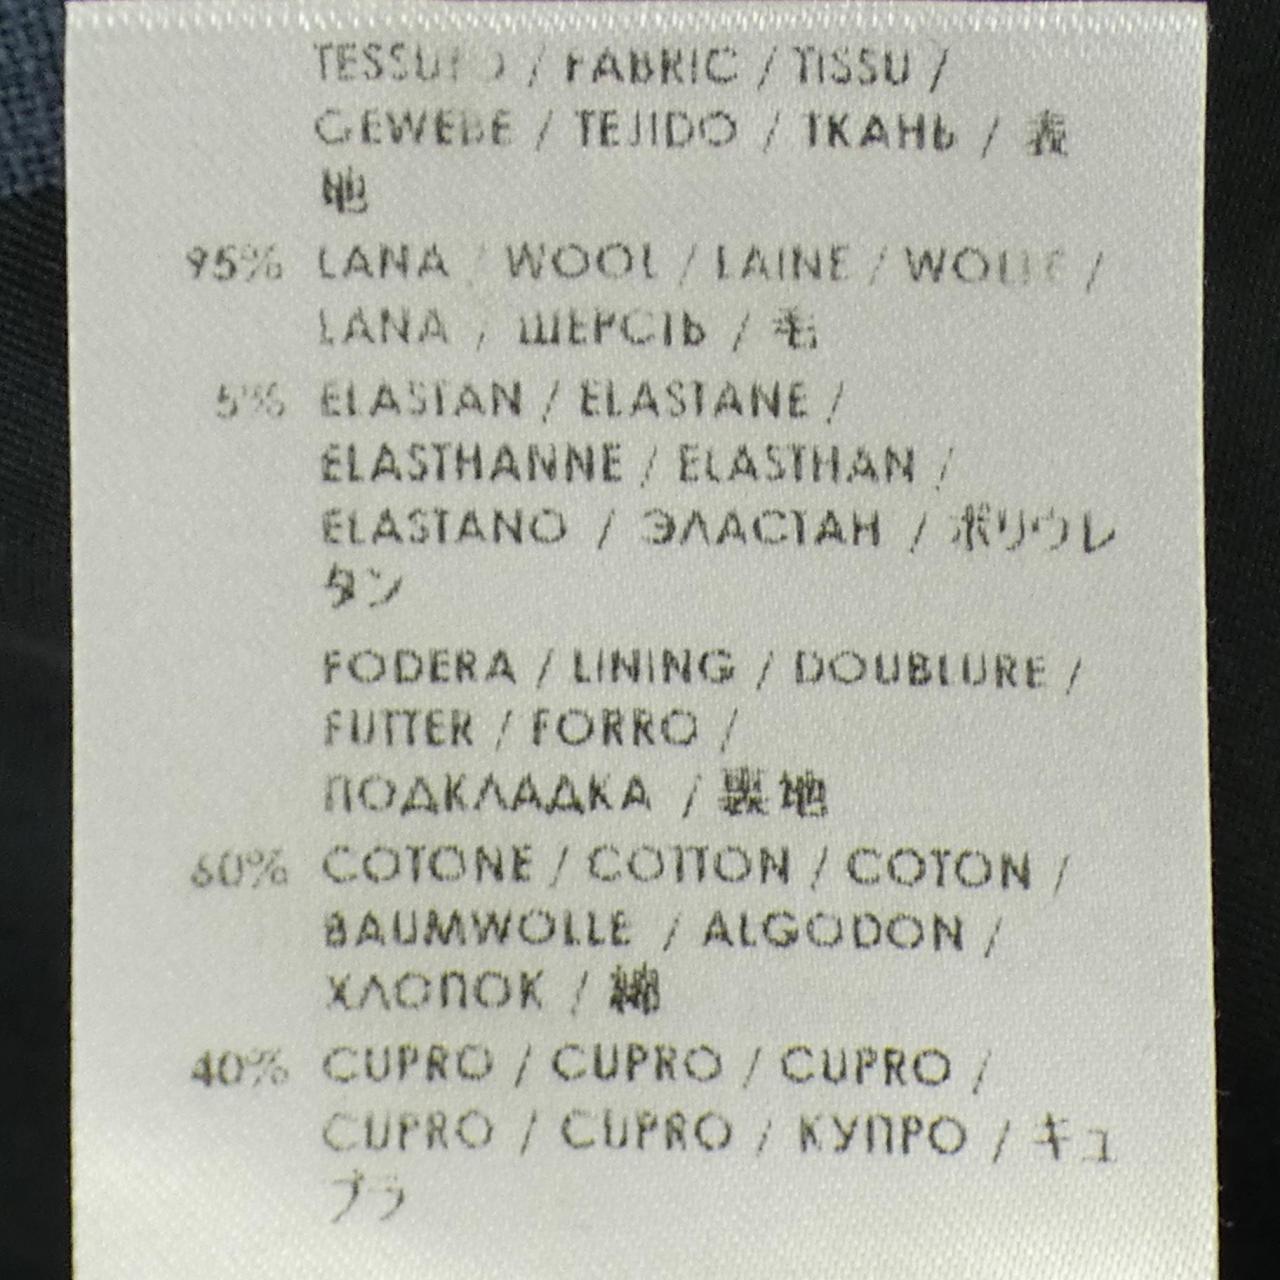 TESSUTO / FABRIC / TISSU /
GEWEBE / TEJIDO / ТКАНЬ / 表
地
95% LANA / WOOL / LAINE / WOLLE /
LANA / ШЕРСТЬ / 毛
5% ELASTAN / ELASTANE /
ELASTHANNE / ELASTHAN /
ELASTANO / ЭЛАСТАН / ポリウレ
タン
FODERA / LINING / DOUBLURE /
FUTTER / FORRO /
ПОДКЛАДКА / 裏地
60% COTONE / COTTON / COTON /
BAUMWOLLE / ALGODON /
ХЛОПОК / 綿
40% CUPRO / CUPRO / CUPRO /
CUPRO / CUPRO / КУПРО / キュ
プラ